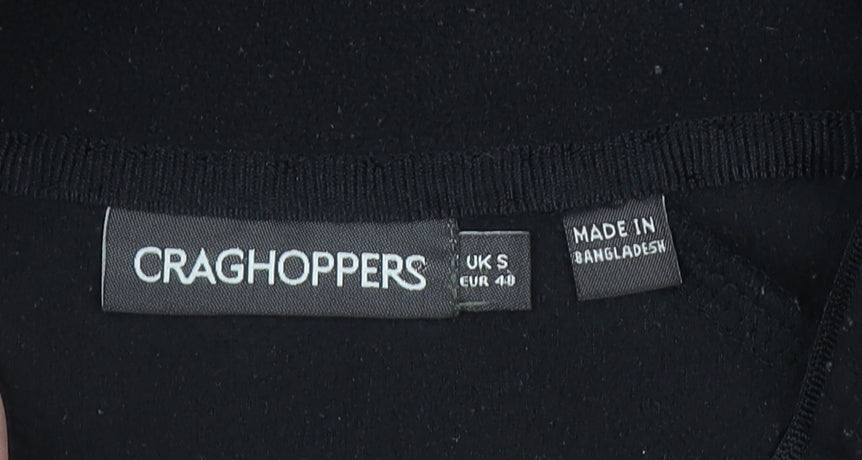 CRAGHOPPERS
UK S
EUR 48
MADE IN
BANGLADESH